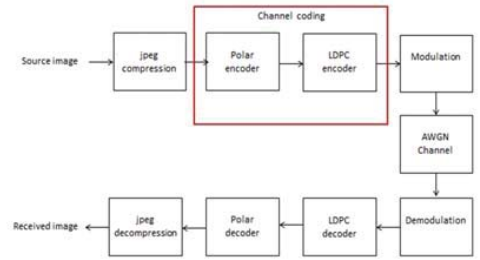 Channel coding
Source image
jpeg
compression
Polar
encoder
LDPC
encoder
Modulation
AWGN
Channel
Demodulation
LDPC
decoder
Polar
decoder
jpeg
decompression
Received image